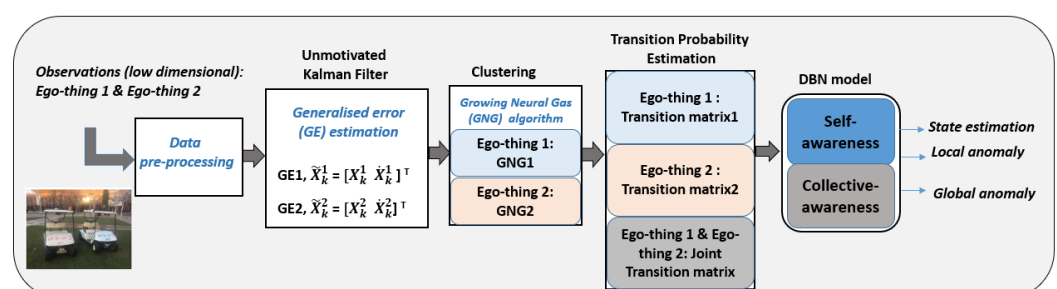 Observations (low dimensional):
Ego-thing 1 & Ego-thing 2
Data
pre-processing
Unmotivated
Kalman Filter
Generalised error
(GE) estimation
GE1, X̃¹ₖ = [X¹ₖ Ẋ¹ₖ]ᵀ
GE2, X̃²ₖ = [X²ₖ Ẋ²ₖ]ᵀ
Clustering
Growing Neural Gas
(GNG) algorithm
Ego-thing 1:
GNG1
Ego-thing 2:
GNG2
Transition Probability
Estimation
Ego-thing 1 :
Transition matrix1
Ego-thing 2 :
Transition matrix2
Ego-thing 1 & Ego-
thing 2: Joint
Transition matrix
DBN model
Self-
awareness
Collective-
awareness
State estimation
Local anomaly
Global anomaly